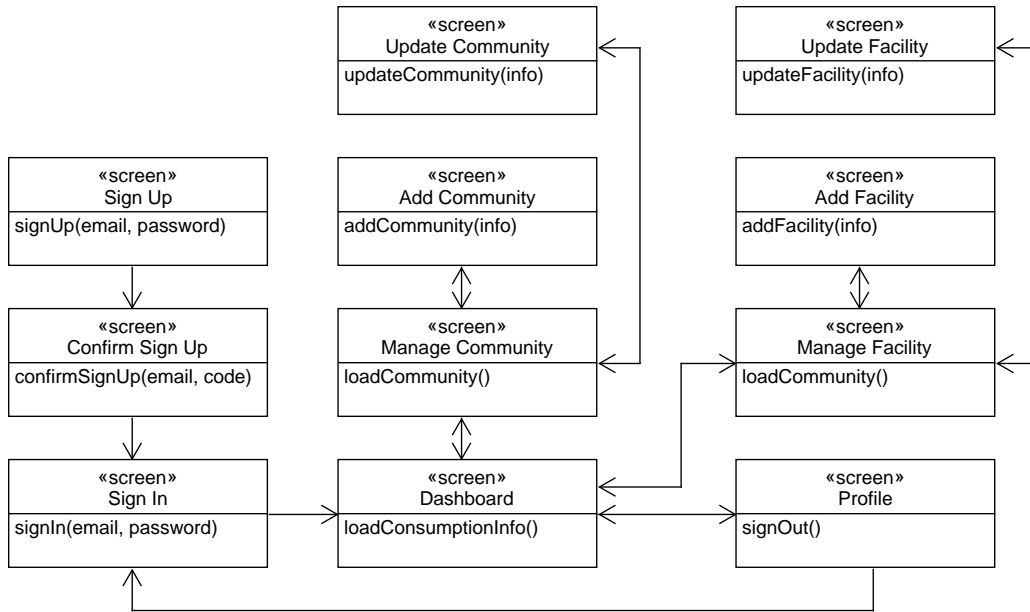 «screen»
Update Community
updateCommunity(info)
«screen»
Update Facility
updateFacility(info)
«screen»
Sign Up
signUp(email, password)
«screen»
Add Community
addCommunity(info)
«screen»
Add Facility
addFacility(info)
«screen»
Confirm Sign Up
confirmSignUp(email, code)
«screen»
Manage Community
loadCommunity()
«screen»
Manage Facility
loadCommunity()
«screen»
Sign In
signIn(email, password)
«screen»
Dashboard
loadConsumptionInfo()
«screen»
Profile
signOut()